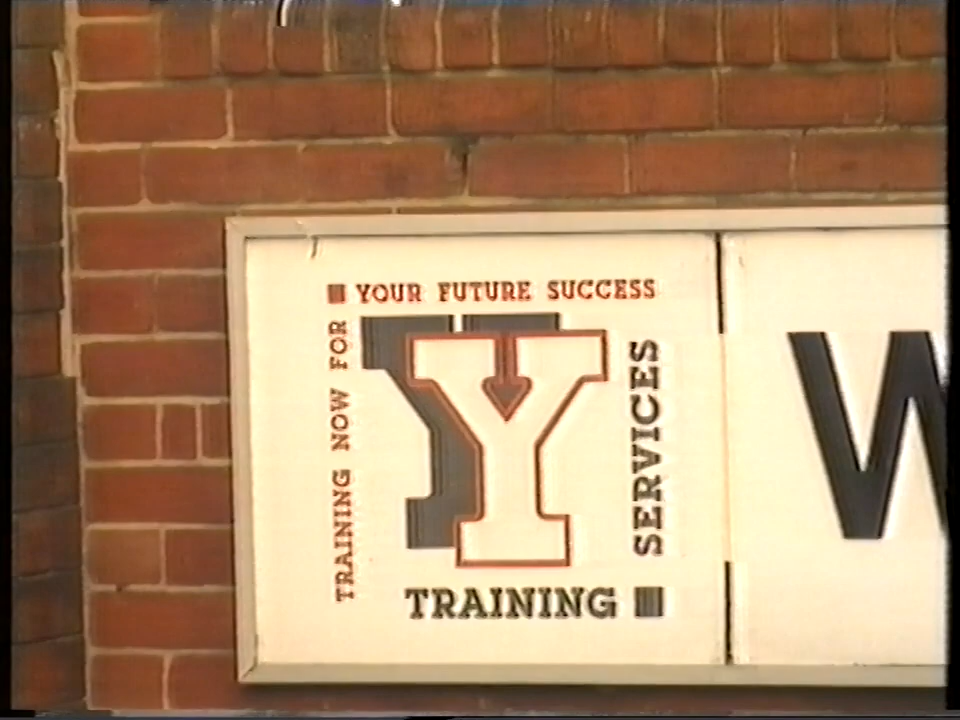 TRAINING NOW FOR
YOUR FUTURE SUCCESS
Y
TRAINING
SERVICES
W